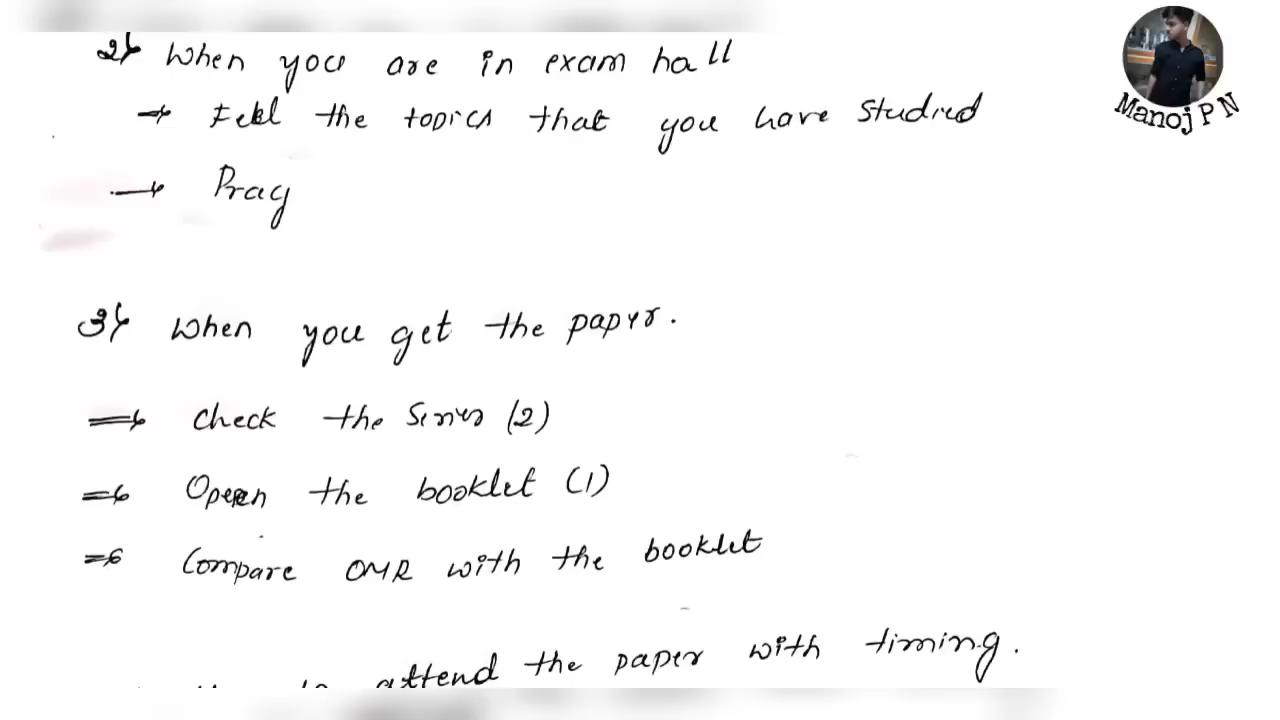 2) When you are in exam hall
→ Feel the topics that you have studied
→ Pray
Manoj P N
3) When you get the paper.
⇒ Check the Series (2)
⇒ Open the booklet (1)
⇒ Compare OMR with the booklet
to attend the paper with timing.